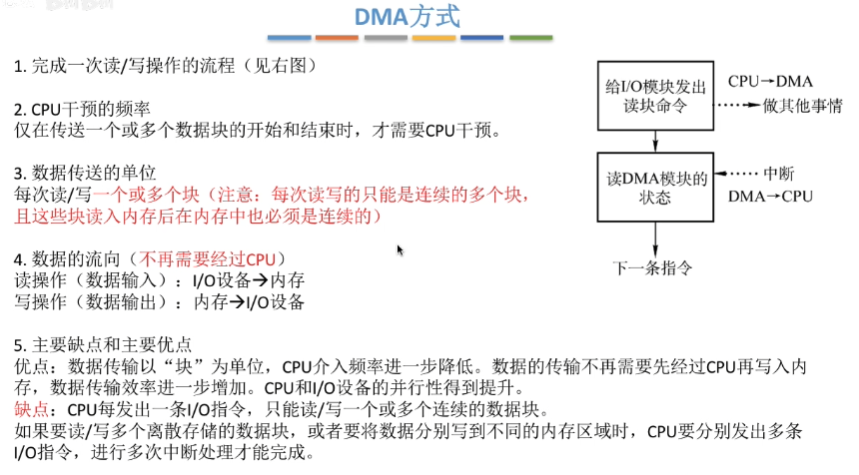 DMA方式
1. 完成一次读/写操作的流程（见右图）
2. CPU干预的频率
仅在传送一个或多个数据块的开始和结束时，才需要CPU干预。
3. 数据传送的单位
每次读/写一个或多个块（注意：每次读写的只能是连续的多个块，
且这些块读入内存后在内存中也必须是连续的）
4. 数据的流向（不再需要经过CPU）
读操作（数据输入）：I/O设备→内存
写操作（数据输出）：内存→I/O设备
5. 主要缺点和主要优点
优点：数据传输以“块”为单位，CPU介入频率进一步降低。数据的传输不再需要先经过CPU再写入内
存，数据传输效率进一步增加。CPU和I/O设备的并行性得到提升。
缺点：CPU每发出一条I/O指令，只能读/写一个或多个连续的数据块。
如果要读/写多个离散存储的数据块，或者要将数据分别写到不同的内存区域时，CPU要分别发出多条
I/O指令，进行多次中断处理才能完成。
给I/O模块发出
读块命令
CPU→DMA
做其他事情
读DMA模块的
状态
中断
DMA→CPU
下一条指令